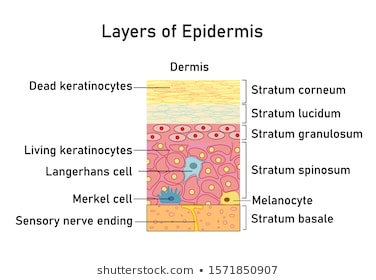 Layers of Epidermis
Dermis
Dead keratinocytes
Stratum corneum
Stratum lucidum
Stratum granulosum
Living keratinocytes
Langerhans cell
Stratum spinosum
Merkel cell
Melanocyte
Sensory nerve ending
Stratum basale
shutterstock.com • 1571850907